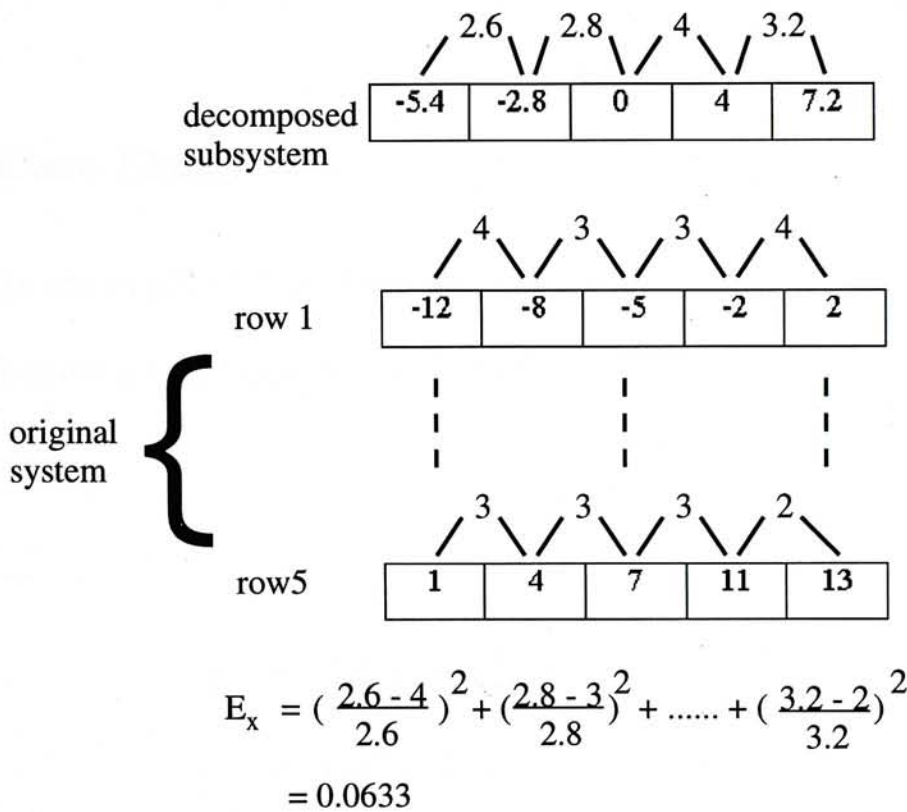 2.6 2.8 4 3.2
-5.4 -2.8 0 4 7.2
decomposed
subsystem
4 3 3 4
row 1
-12 -8 -5 -2 2
original
system
3 3 3 2
row5
1 4 7 11 13
E_x = ( (2.6 - 4)/2.6 )^2 + ( (2.8 - 3)/2.8 )^2 + ...... + ( (3.2 - 2)/3.2 )^2
= 0.0633